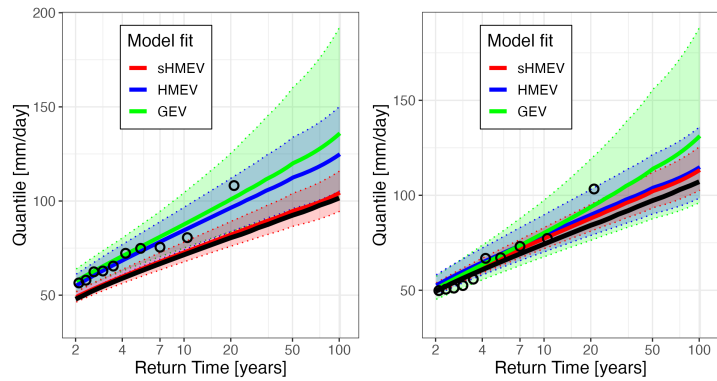 200
150
100
50
Quantile [mm/day]
Model fit
sHMEV
HMEV
GEV
2 4 7 10 20 50 100
Return Time [years]
150
100
50
Quantile [mm/day]
Model fit
sHMEV
HMEV
GEV
2 4 7 10 20 50 100
Return Time [years]